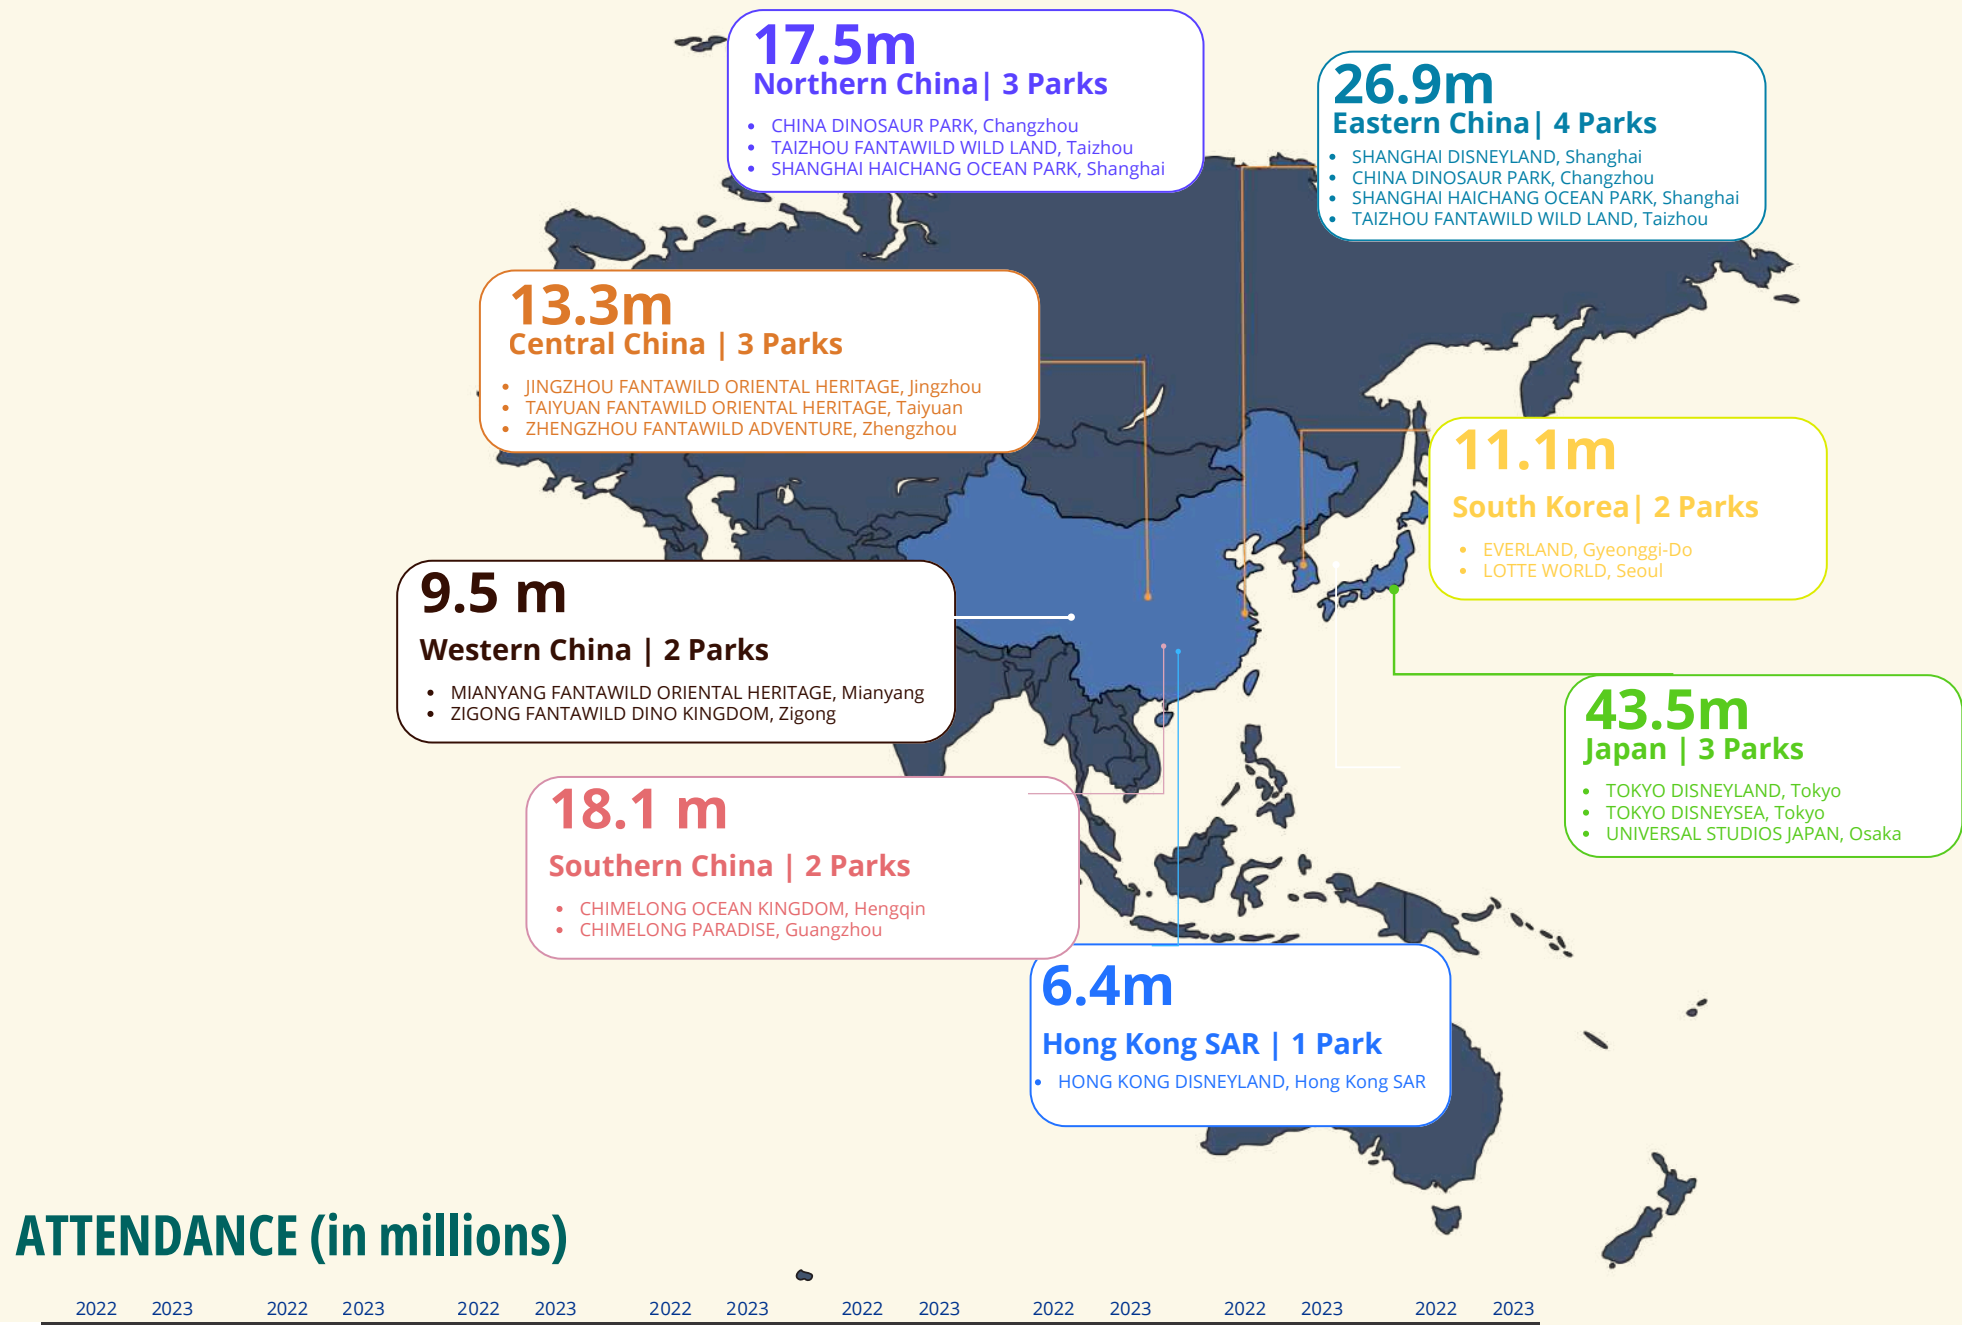 17.5m
Northern China| 3 Parks
• CHINA DINOSAUR PARK, Changzhou
• TAIZHOU FANTAWILD WILD LAND, Taizhou
• SHANGHAI HAICHANG OCEAN PARK, Shanghai
26.9m
Eastern China| 4 Parks
• SHANGHAI DISNEYLAND, Shanghai
• CHINA DINOSAUR PARK, Changzhou
• SHANGHAI HAICHANG OCEAN PARK, Shanghai
• TAIZHOU FANTAWILD WILD LAND, Taizhou
13.3m
Central China | 3 Parks
• JINGZHOU FANTAWILD ORIENTAL HERITAGE, Jingzhou
• TAIYUAN FANTAWILD ORIENTAL HERITAGE, Taiyuan
• ZHENGZHOU FANTAWILD ADVENTURE, Zhengzhou
11.1m
South Korea| 2 Parks
• EVERLAND, Gyeonggi-Do
• LOTTE WORLD, Seoul
9.5 m
Western China | 2 Parks
• MIANYANG FANTAWILD ORIENTAL HERITAGE, Mianyang
• ZIGONG FANTAWILD DINO KINGDOM, Zigong
43.5m
Japan | 3 Parks
• TOKYO DISNEYLAND, Tokyo
• TOKYO DISNEYSEA, Tokyo
• UNIVERSAL STUDIOS JAPAN, Osaka
18.1 m
Southern China | 2 Parks
• CHIMELONG OCEAN KINGDOM, Hengqin
• CHIMELONG PARADISE, Guangzhou
6.4m
Hong Kong SAR | 1 Park
• HONG KONG DISNEYLAND, Hong Kong SAR
ATTENDANCE (in millions)
2022 2023 2022 2023 2022 2023 2022 2023 2022 2023 2022 2023 2022 2023 2022 2023